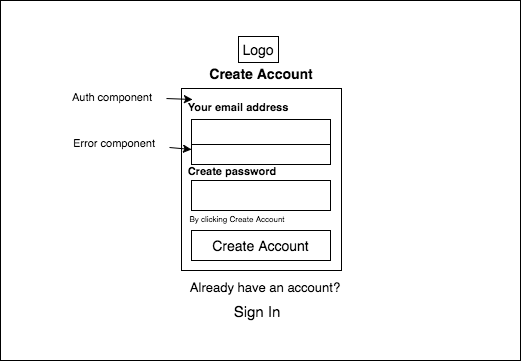 Logo
Create Account
Auth component
Your email address
Error component
Create password
By clicking Create Account
Create Account
Already have an account?
Sign In